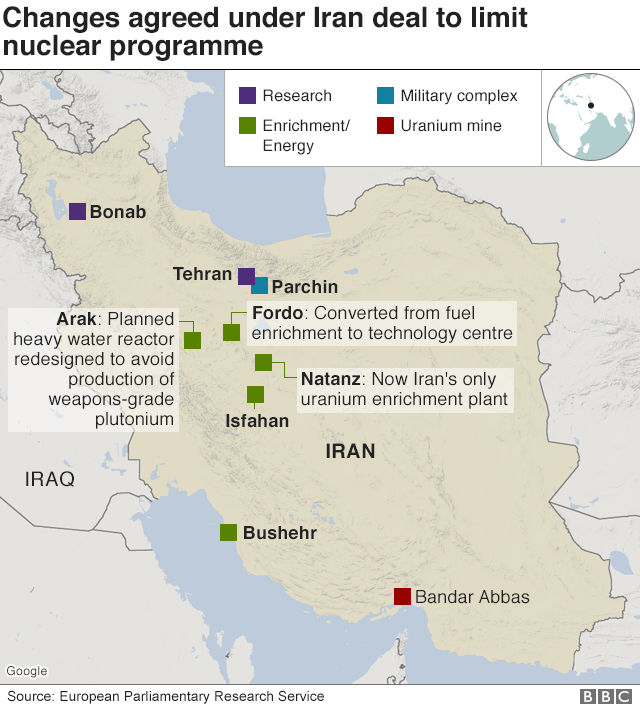 Changes agreed under Iran deal to limit
nuclear programme
Research
Military complex
Enrichment/
Energy
Uranium mine
Bonab
Tehran
Parchin
Arak: Planned
heavy water reactor
redesigned to avoid
production of
weapons-grade
plutonium
Fordo: Converted from fuel
enrichment to technology centre
Natanz: Now Iran's only
uranium enrichment plant
Isfahan
IRAN
IRAQ
Bushehr
Bandar Abbas
Google
Source: European Parliamentary Research Service
BBC